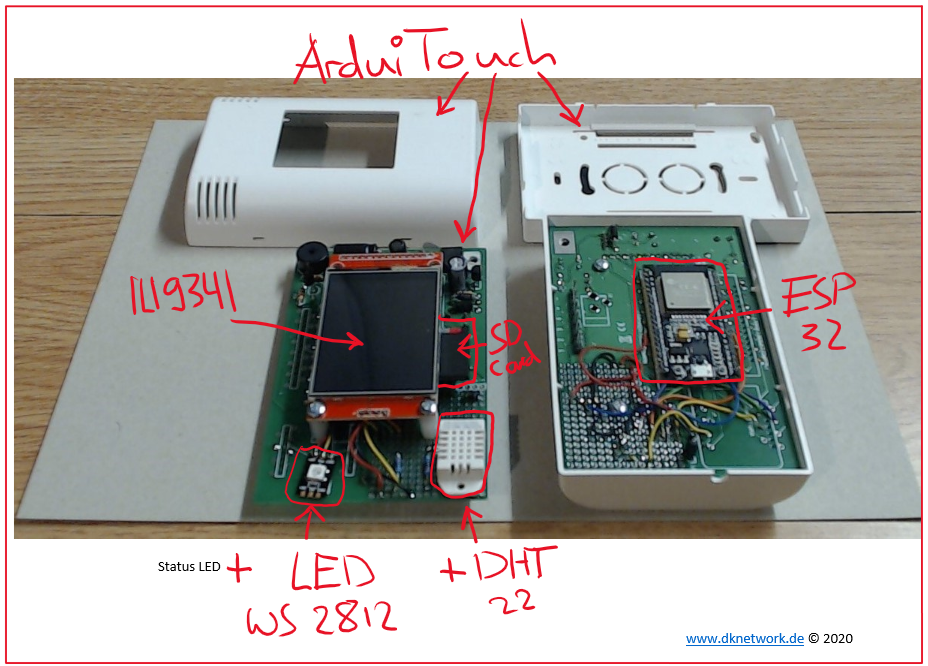 ArduiTouch
ILI9341
SD
Card
ESP
32
Status LED + LED
WS 2812
+ DHT
22
www.dknetwork.de © 2020